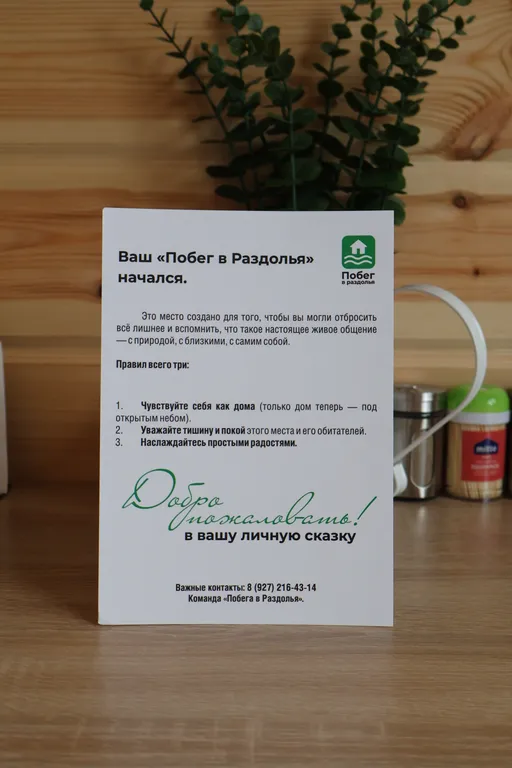 Ваш «Побег в Раздолья»
начался.
Побег
в раздолья
Это место создано для того, чтобы вы могли отбросить
всё лишнее и вспомнить, что такое настоящее живое общение
— с природой, с близкими, с самим собой.
Правил всего три:
1. Чувствуйте себя как дома (только дом теперь — под
открытым небом).
2. Уважайте тишину и покой этого места и его обитателей.
3. Наслаждайтесь простыми радостями.
Добро
пожаловать!
в вашу личную сказку
Важные контакты: 8 (927) 216-43-14
Команда «Побега в Раздолья».